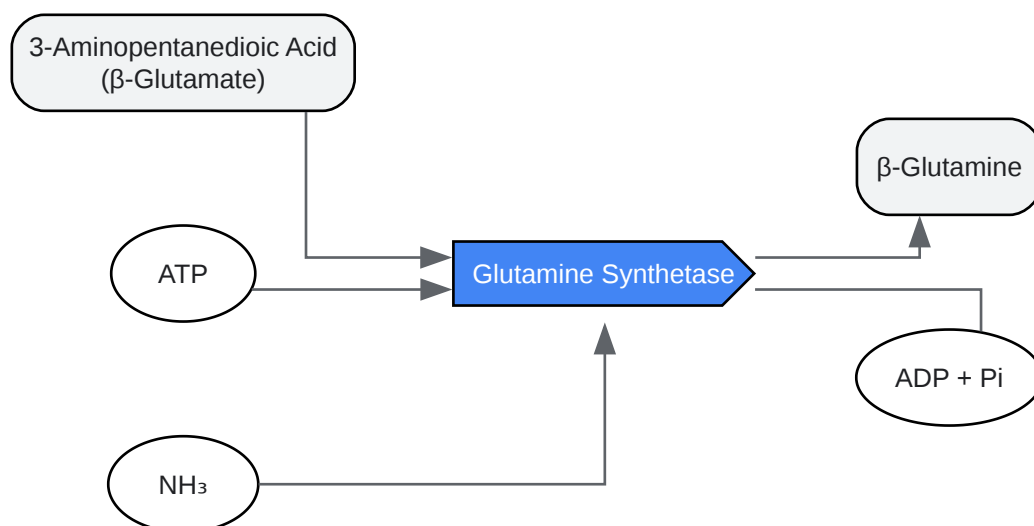 3-Aminopentanedioic Acid
(β-Glutamate)
β-Glutamine
ATP
Glutamine Synthetase
ADP + Pi
NH₃